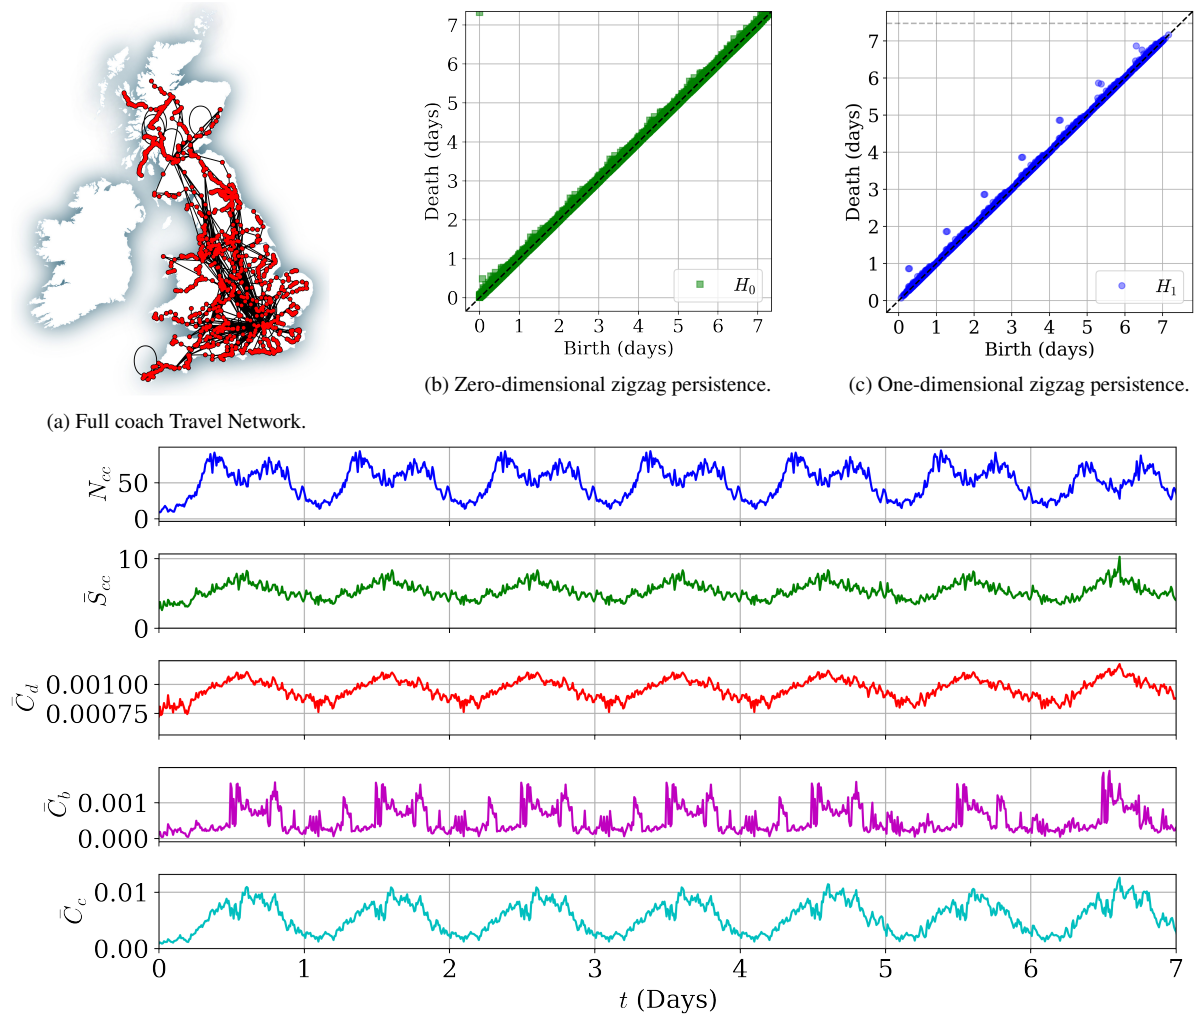 7
6
5
4
3
2
1
0
Death (days)
H₀
0 1 2 3 4 5 6 7
Birth (days)
(b) Zero-dimensional zigzag persistence.
7
6
5
4
3
2
1
0
Death (days)
H₁
0 1 2 3 4 5 6 7
Birth (days)
(c) One-dimensional zigzag persistence.
(a) Full coach Travel Network.
N̄cc
50
0
S̄cc
10
0
C̄d
0.00100
0.00075
C̄b
0.001
0.000
C̄c
0.01
0.00
0 1 2 3 4 5 6 7
t (Days)